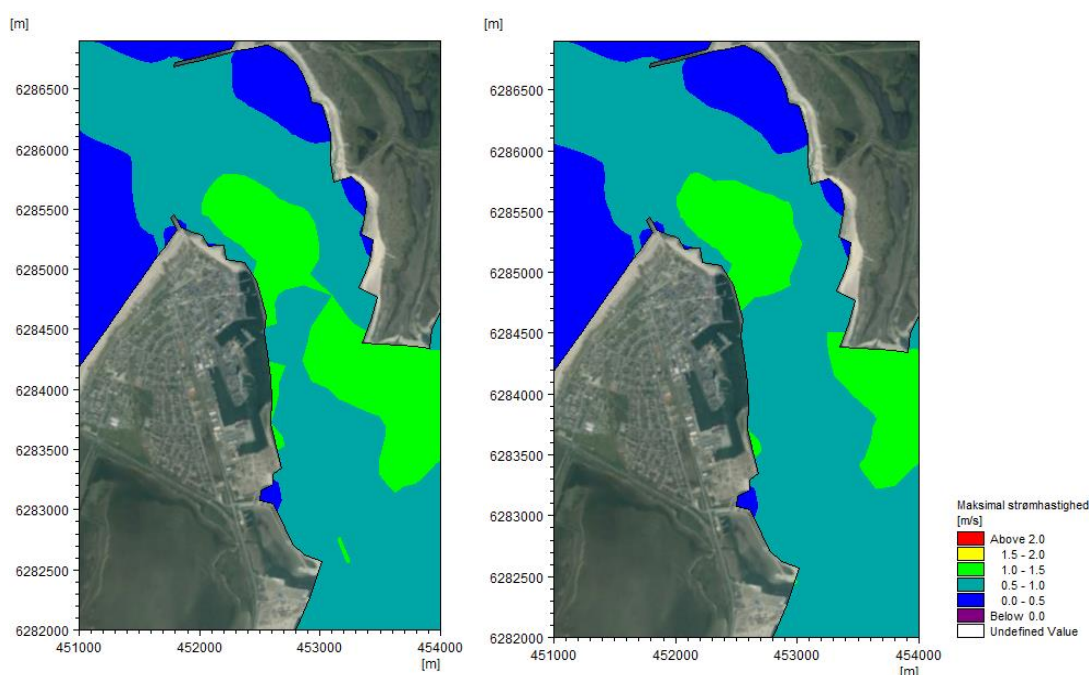 [m]
6286500
6286000
6285500
6285000
6284500
6284000
6283500
6283000
6282500
6282000
451000 452000 453000 454000
[m]
[m]
6286500
6286000
6285500
6285000
6284500
6284000
6283500
6283000
6282500
6282000
451000 452000 453000 454000
[m]
Maksimal strømhastighed
[m/s]
Above 2.0
1.5 - 2.0
1.0 - 1.5
0.5 - 1.0
0.0 - 0.5
Below 0.0
Undefined Value